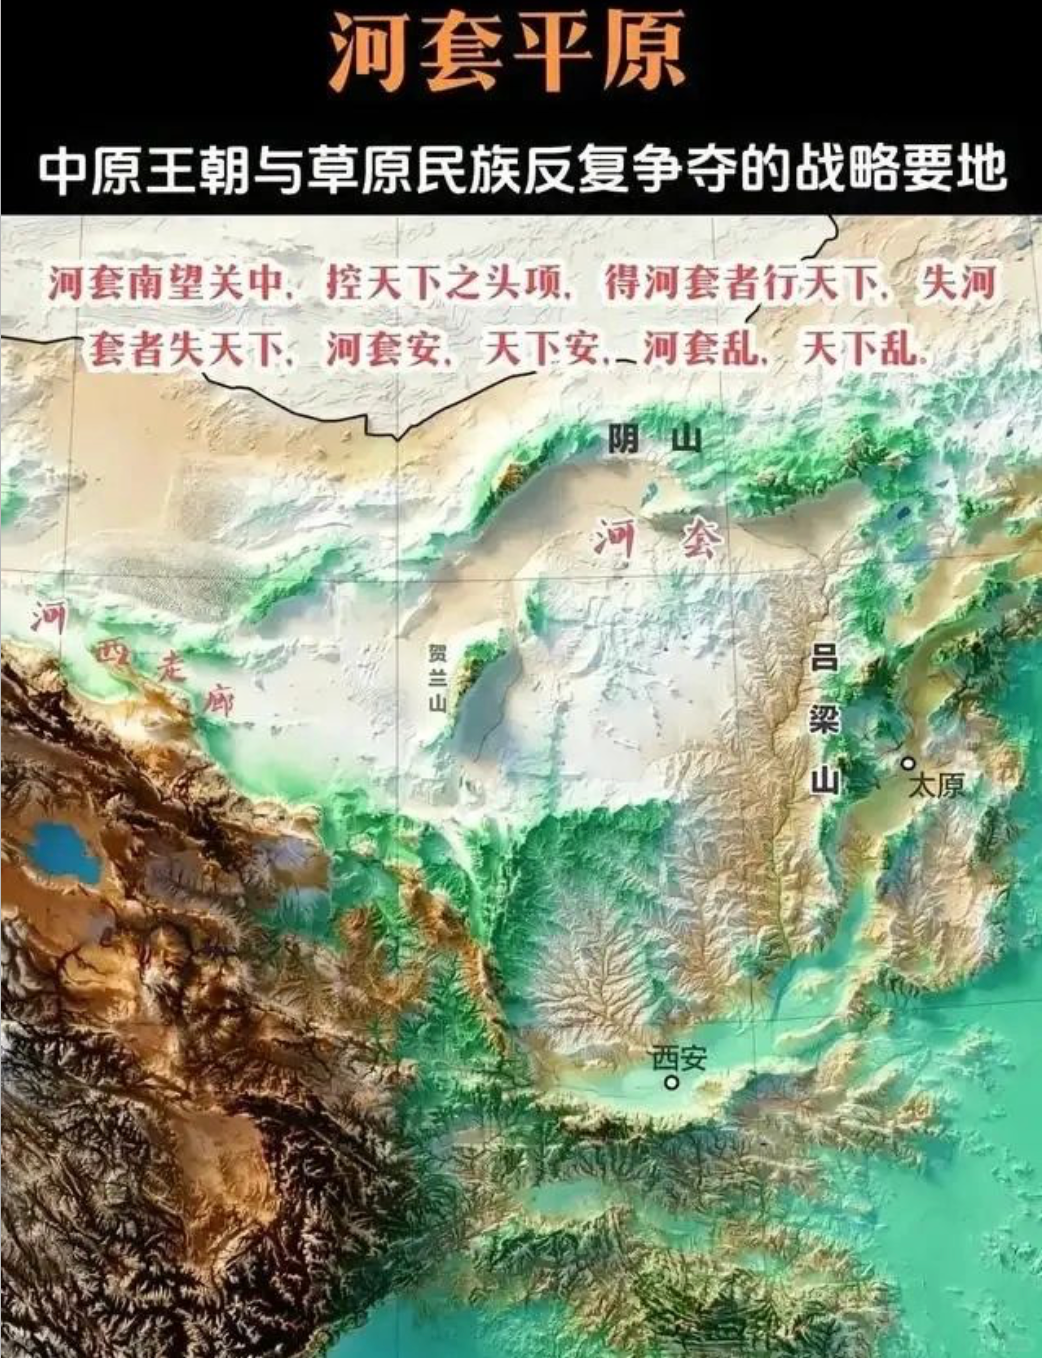 河套平原
中原王朝与草原民族反复争夺的战略要地
河套南望关中,控天下之头项,得河套者行天下,失河
套者失天下,河套安,天下安,河套乱,天下乱.
阴山
河套
河西走廊
贺兰山
吕梁山
太原
西安